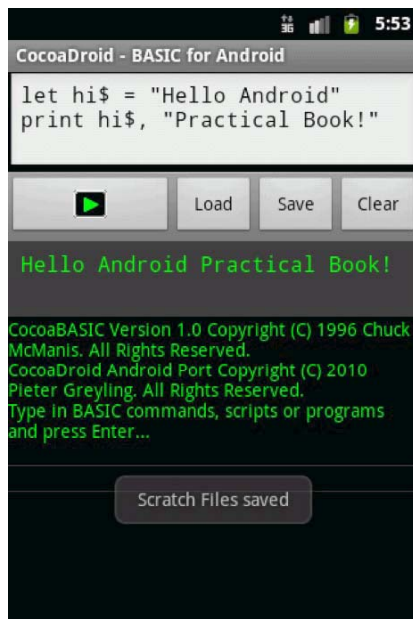 3G 5:53
CocoaDroid - BASIC for Android
let hi$ = "Hello Android"
print hi$, "Practical Book!"
Load Save Clear
Hello Android Practical Book!
CocoaBASIC Version 1.0 Copyright (C) 1996 Chuck
McManis. All Rights Reserved.
CocoaDroid Android Port Copyright (C) 2010
Pieter Greyling. All Rights Reserved.
Type in BASIC commands, scripts or programs
and press Enter...
Scratch Files saved